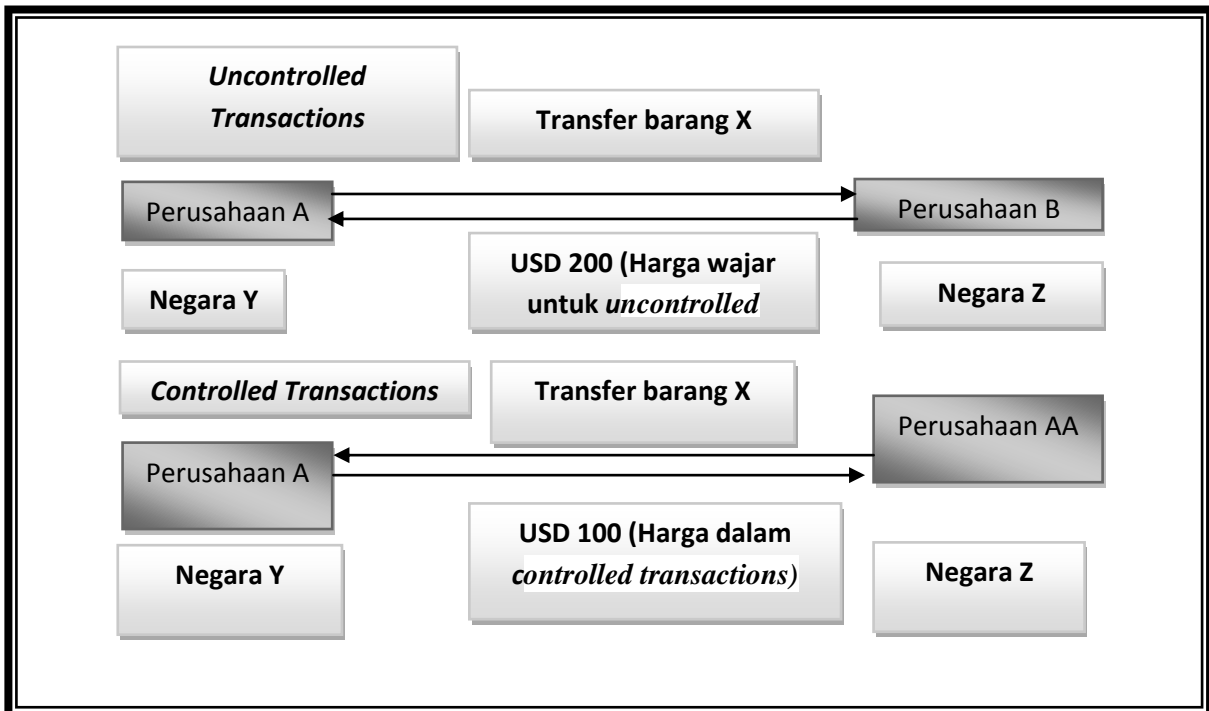 Uncontrolled
Transactions
Transfer barang X
Perusahaan A
Perusahaan B
USD 200 (Harga wajar
untuk uncontrolled
Negara Y
Negara Z
Controlled Transactions
Transfer barang X
Perusahaan A
Perusahaan AA
USD 100 (Harga dalam
controlled transactions)
Negara Y
Negara Z